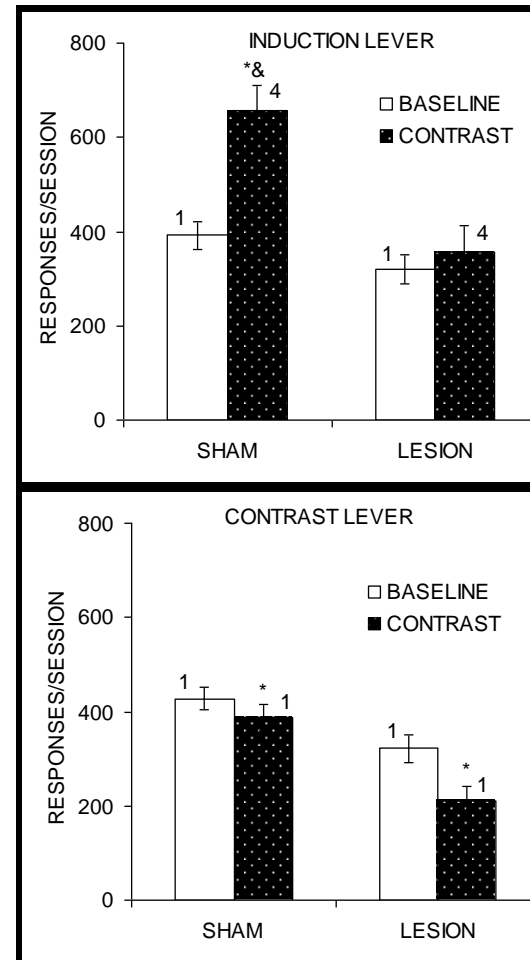 INDUCTION LEVER
800
*&
4
BASELINE
CONTRAST
600
1
400
1
4
200
0
RESPONSES/SESSION
SHAM LESION
CONTRAST LEVER
800
BASELINE
CONTRAST
600
1
*
1
400
1
*
1
200
0
RESPONSES/SESSION
SHAM LESION